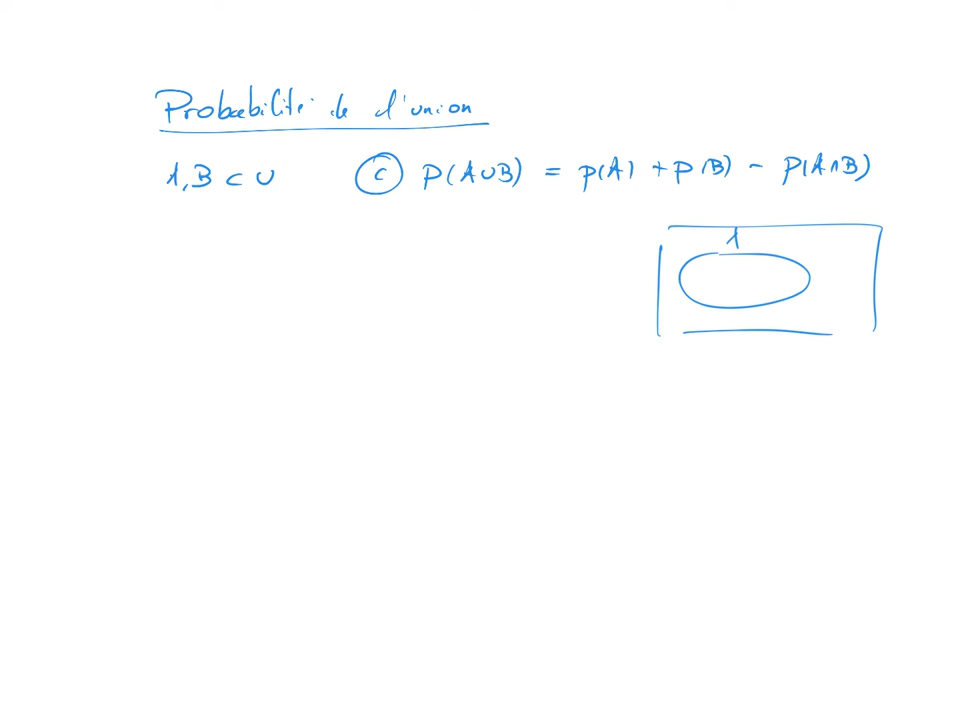 Probabilité de l'union
A, B ⊂ U (c) P(A∪B) = p(A) + p(B) - p(A∩B)
A